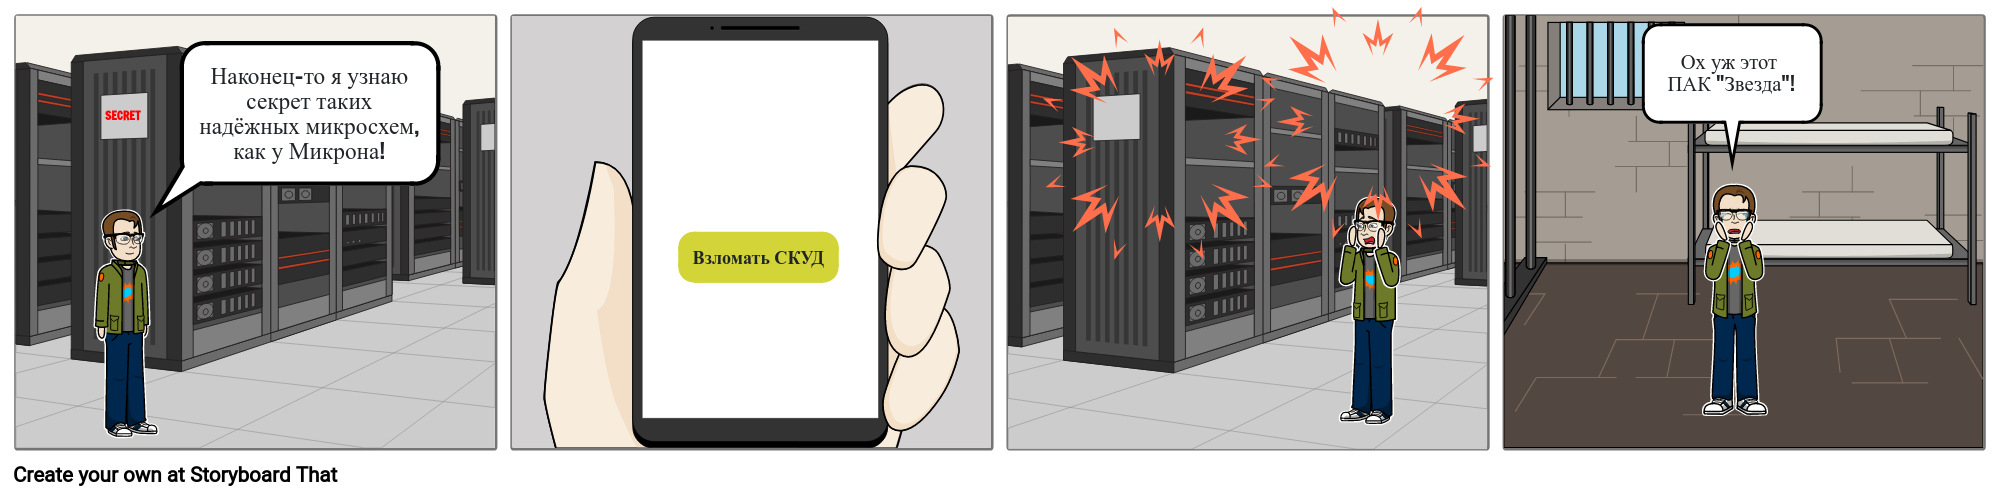 Наконец-то я узнаю
секрет таких
надёжных микросхем,
как у Микрона!
SECRET
Взломать СКУД
Ох уж этот
ПАК "Звезда"!
Create your own at Storyboard That